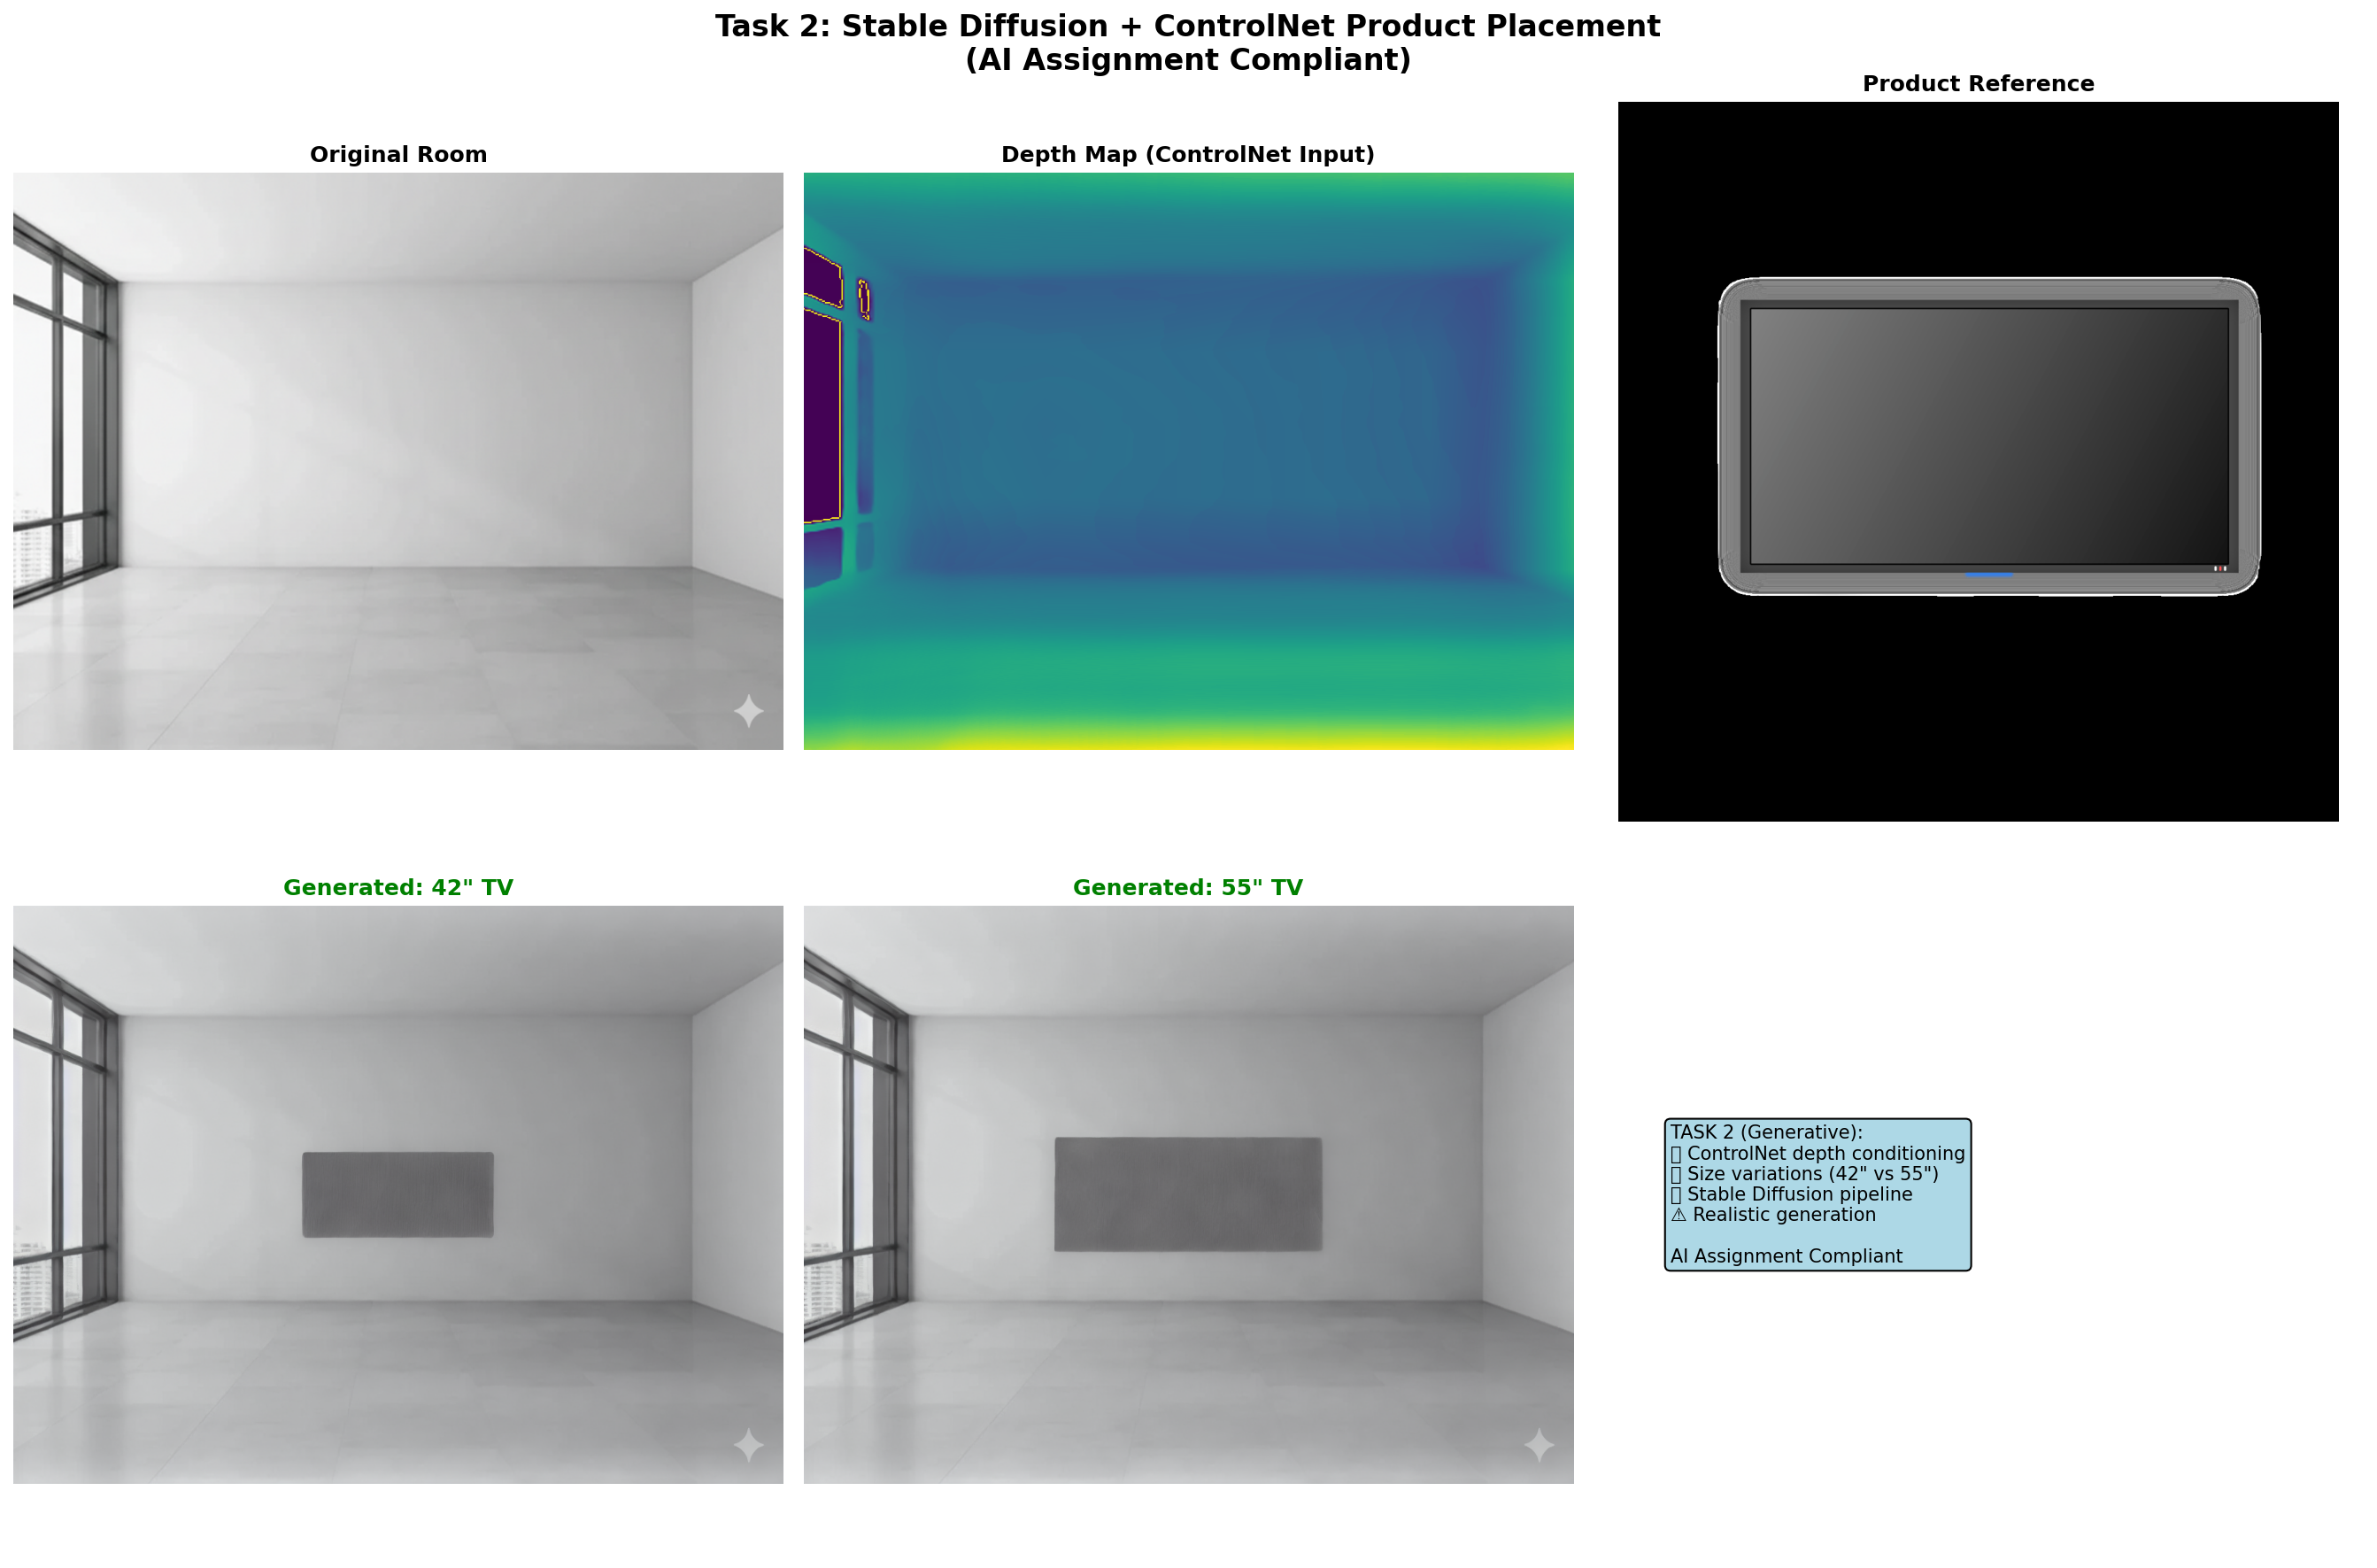 Task 2: Stable Diffusion + ControlNet Product Placement
(AI Assignment Compliant)
Original Room
Depth Map (ControlNet Input)
Product Reference
Generated: 42" TV
Generated: 55" TV
TASK 2 (Generative):
▯ ControlNet depth conditioning
▯ Size variations (42" vs 55")
▯ Stable Diffusion pipeline
⚠ Realistic generation
AI Assignment Compliant